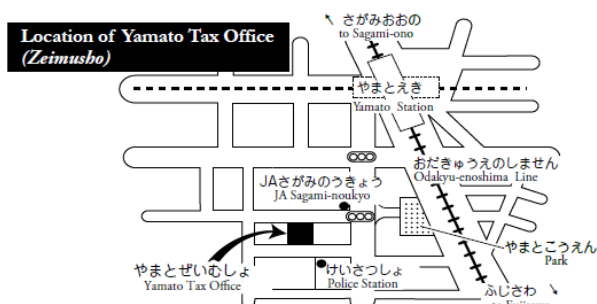 Location of Yamato Tax Office
(Zeimusho)
さがみおおの
to Sagami-ono
やまとえき
Yamato Station
おだきゅうえのしません
Odakyu-enoshima Line
JAさがみのうきょう
JA Sagami-noukyo
やまとこうえん
Park
やまとぜいむしょ
Yamato Tax Office
けいさつしょ
Police Station
ふじさわ